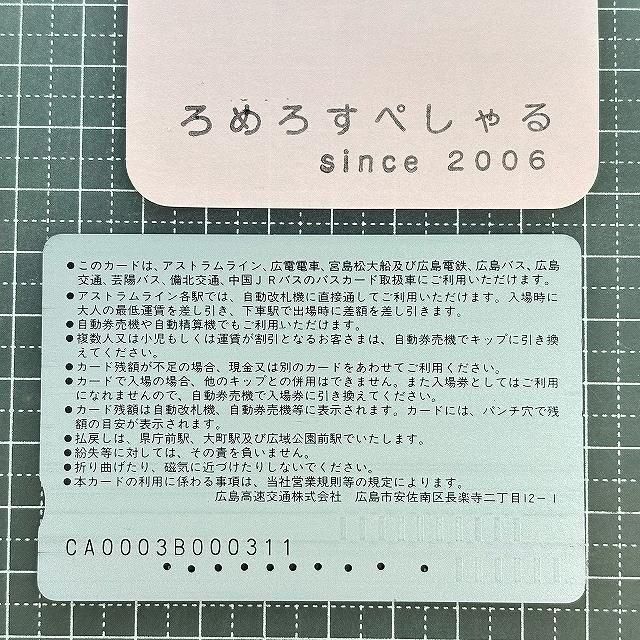 ろめろすぺしゃる
since 2006
●このカードは、アストラムライン、広電電車、宮島松大船及び広島電鉄、広島バス、広島
交通、芸陽バス、備北交通、中国JRバスのバスカード取扱車にご利用いただけます。
●アストラムライン各駅では、自動改札機に直接通してご利用いただけます。入場時に
大人の最低運賃を差し引き、下車駅で出場時に差額を差し引きます。
●自動券売機や自動精算機でもご利用いただけます。
●複数人又は小児もしくは運賃が割引となるお客さまは、自動券売機でキップに引き換
えてください。
●カード残額が不足の場合、現金又は別のカードをあわせてご利用ください。
●カードで入場の場合、他のキップとの併用はできません。また入場券としてはご利用
になれませんので、自動券売機で入場券に引き換えてください。
●カード残額は自動改札機、自動券売機等に表示されます。カードには、パンチ穴で残
額の目安が表示されます。
●払戻しは、県庁前駅、大町駅及び広域公園前駅でいたします。
●紛失等に対しては、その責を負いません。
●折り曲げたり、磁気に近づけたりしないでください。
●本カードの利用に係わる事項は、当社営業規則等の規定によります。
広島高速交通株式会社 広島市安佐南区長楽寺二丁目12-1
CA0003B000311